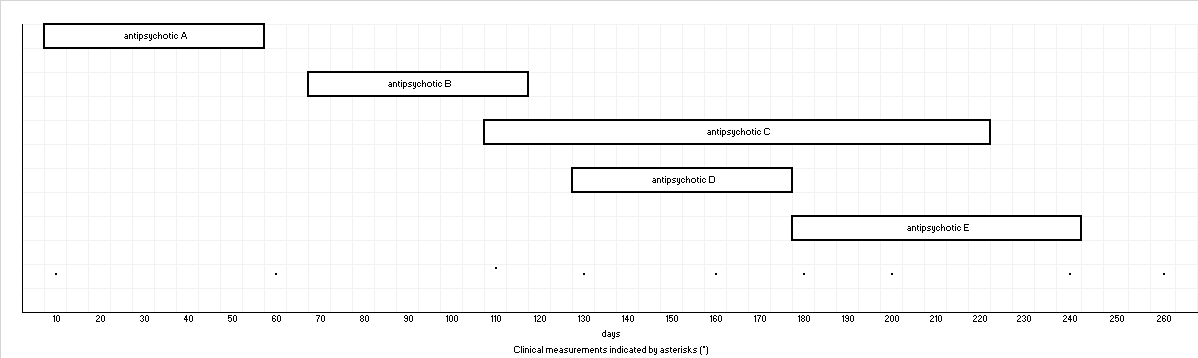 antipsychotic A
antipsychotic B
antipsychotic C
antipsychotic D
antipsychotic E
10 20 30 40 50 60 70 80 90 100 110 120 130 140 150 160 170 180 190 200 210 220 230 240 250 260
days
Clinical measurements indicated by asterisks (*)